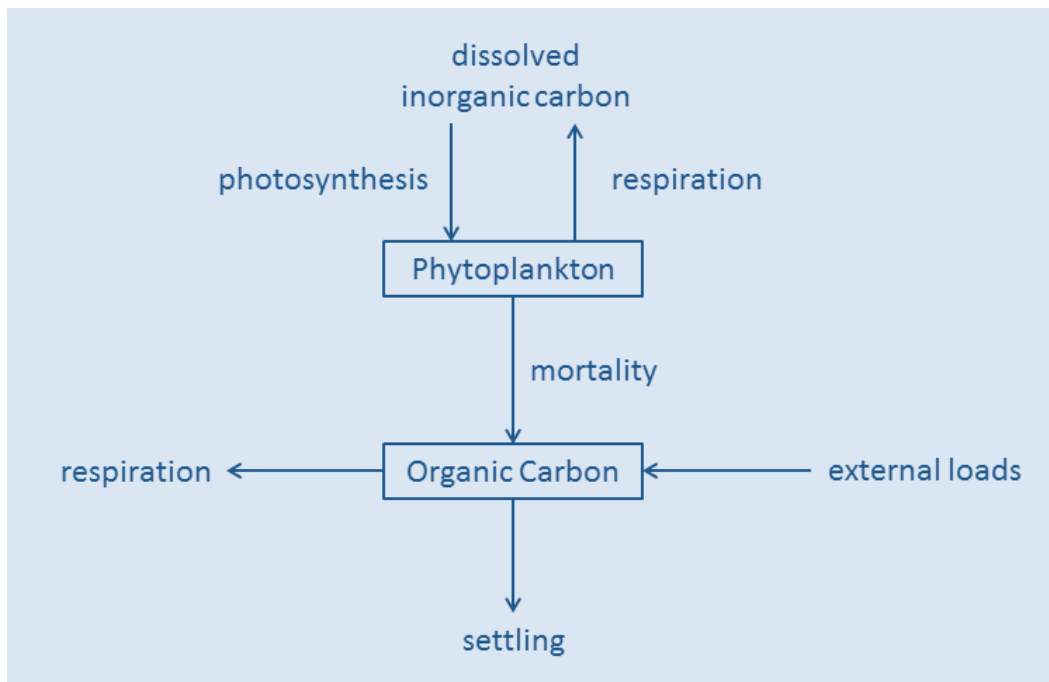 dissolved
inorganic carbon
photosynthesis
respiration
Phytoplankton
mortality
respiration
Organic Carbon
external loads
settling